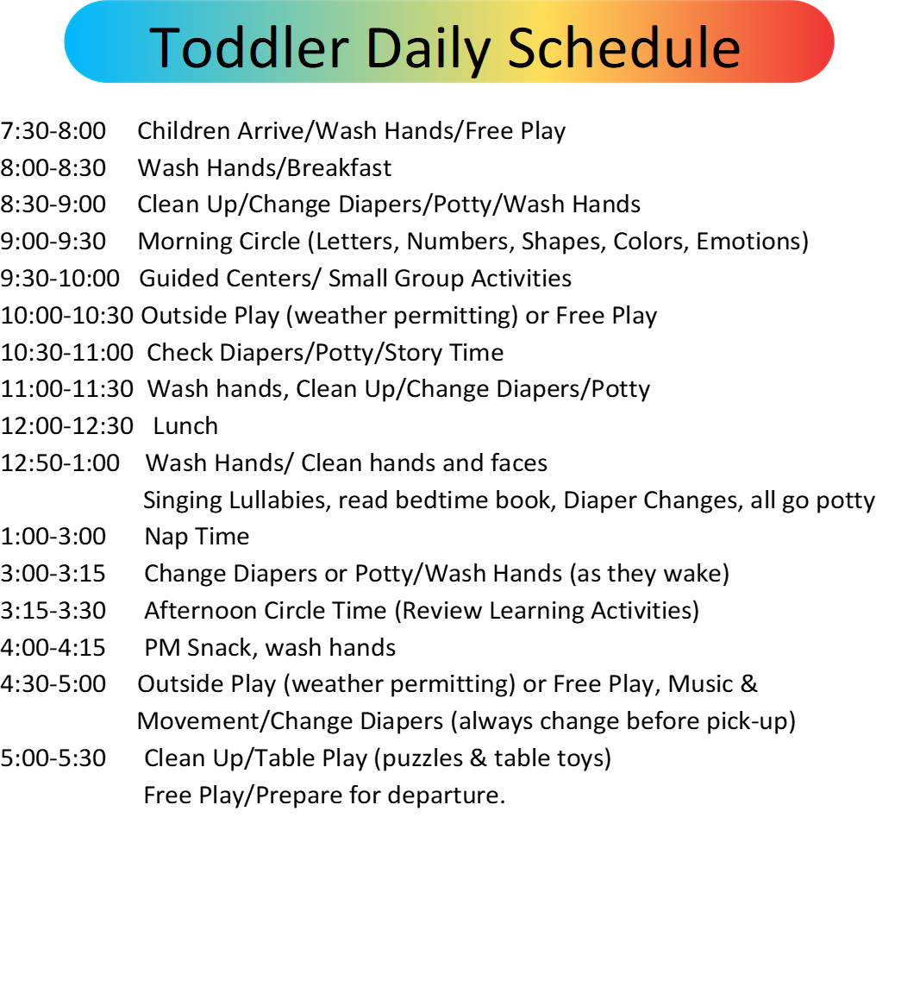 Toddler Daily Schedule
7:30-8:00 Children Arrive/Wash Hands/Free Play
8:00-8:30 Wash Hands/Breakfast
8:30-9:00 Clean Up/Change Diapers/Potty/Wash Hands
9:00-9:30 Morning Circle (Letters, Numbers, Shapes, Colors, Emotions)
9:30-10:00 Guided Centers/ Small Group Activities
10:00-10:30 Outside Play (weather permitting) or Free Play
10:30-11:00 Check Diapers/Potty/Story Time
11:00-11:30 Wash hands, Clean Up/Change Diapers/Potty
12:00-12:30 Lunch
12:50-1:00 Wash Hands/ Clean hands and faces
Singing Lullabies, read bedtime book, Diaper Changes, all go potty
1:00-3:00 Nap Time
3:00-3:15 Change Diapers or Potty/Wash Hands (as they wake)
3:15-3:30 Afternoon Circle Time (Review Learning Activities)
4:00-4:15 PM Snack, wash hands
4:30-5:00 Outside Play (weather permitting) or Free Play, Music &
Movement/Change Diapers (always change before pick-up)
5:00-5:30 Clean Up/Table Play (puzzles & table toys)
Free Play/Prepare for departure.